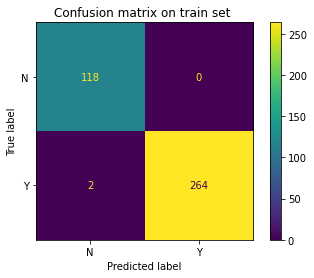 Confusion matrix on train set
True label
N
118
0
Y
2
264
N
Y
Predicted label
250
200
150
100
50
0